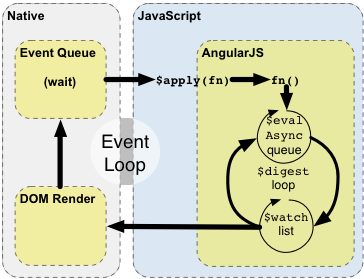 Native
JavaScript
Event Queue
(wait)
AngularJS
$apply(fn)
fn()
$eval
Async
queue
Event
Loop
$digest
loop
DOM Render
$watch
list